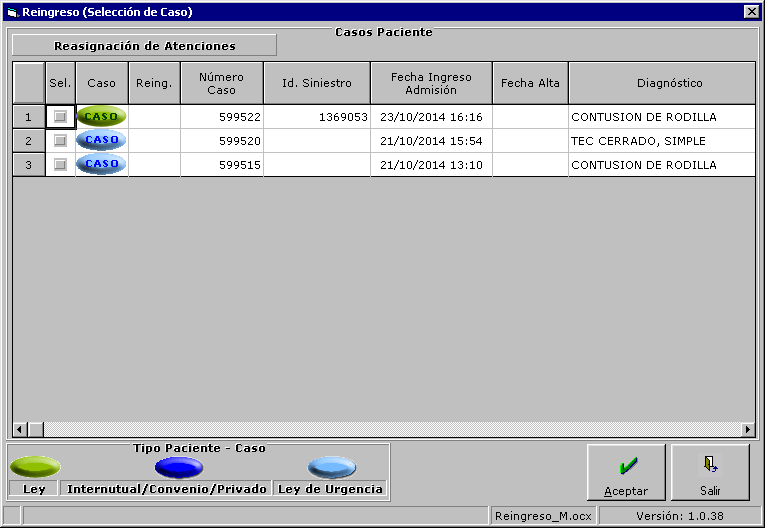 Reingreso (Selección de Caso)
Casos Paciente
Reasignación de Atenciones
Sel. Caso Reing. Número Caso Id. Siniestro Fecha Ingreso Admisión Fecha Alta Diagnóstico
1 CASO 599522 1369053 23/10/2014 16:16 CONTUSION DE RODILLA
2 CASO 599520 21/10/2014 15:54 TEC CERRADO, SIMPLE
3 CASO 599515 21/10/2014 13:10 CONTUSION DE RODILLA
Tipo Paciente - Caso
Ley Internutual/Convenio/Privado Ley de Urgencia
Aceptar Salir
Reingreso_M.ocx Versión: 1.0.38